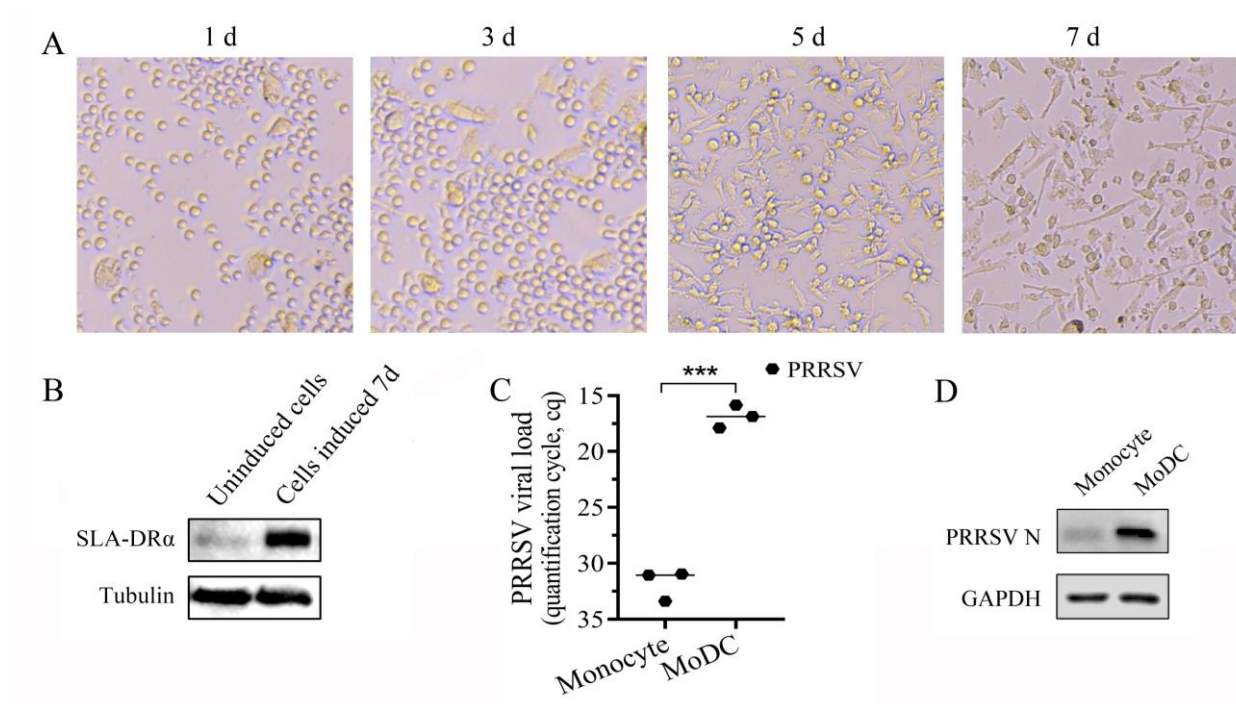 A
1 d
3 d
5 d
7 d
B
Uninduced cells
Cells induced 7d
SLA-DRα
Tubulin
C
PRRSV
***
PRRSV viral load
(quantification cycle, cq)
15
20
25
30
35
Monocyte
MoDC
D
Monocyte
MoDC
PRRSV N
GAPDH